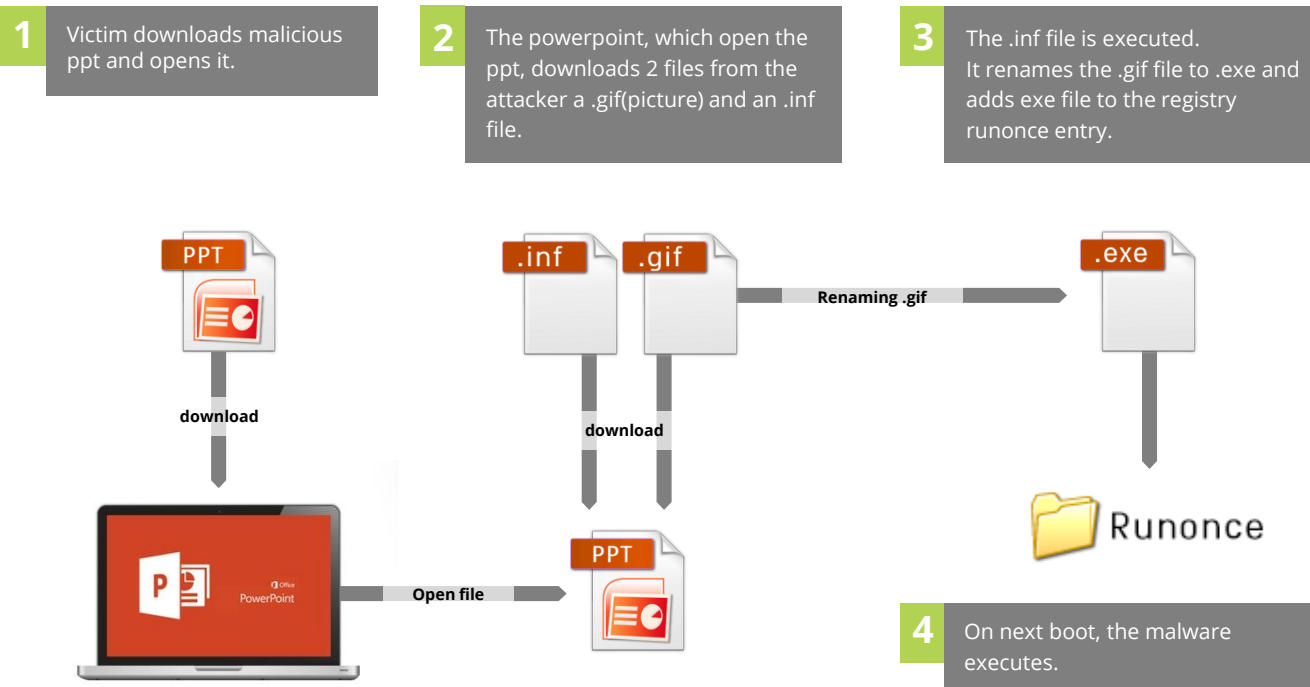 1
Victim downloads malicious
ppt and opens it.
2
The powerpoint, which open the
ppt, downloads 2 files from the
attacker a .gif(picture) and an .inf
file.
3
The .inf file is executed.
It renames the .gif file to .exe and
adds exe file to the registry
runonce entry.
PPT
.inf
.gif
.exe
Renaming .gif
download
download
Runonce
P
Office
PowerPoint
Open file
PPT
4
On next boot, the malware
executes.